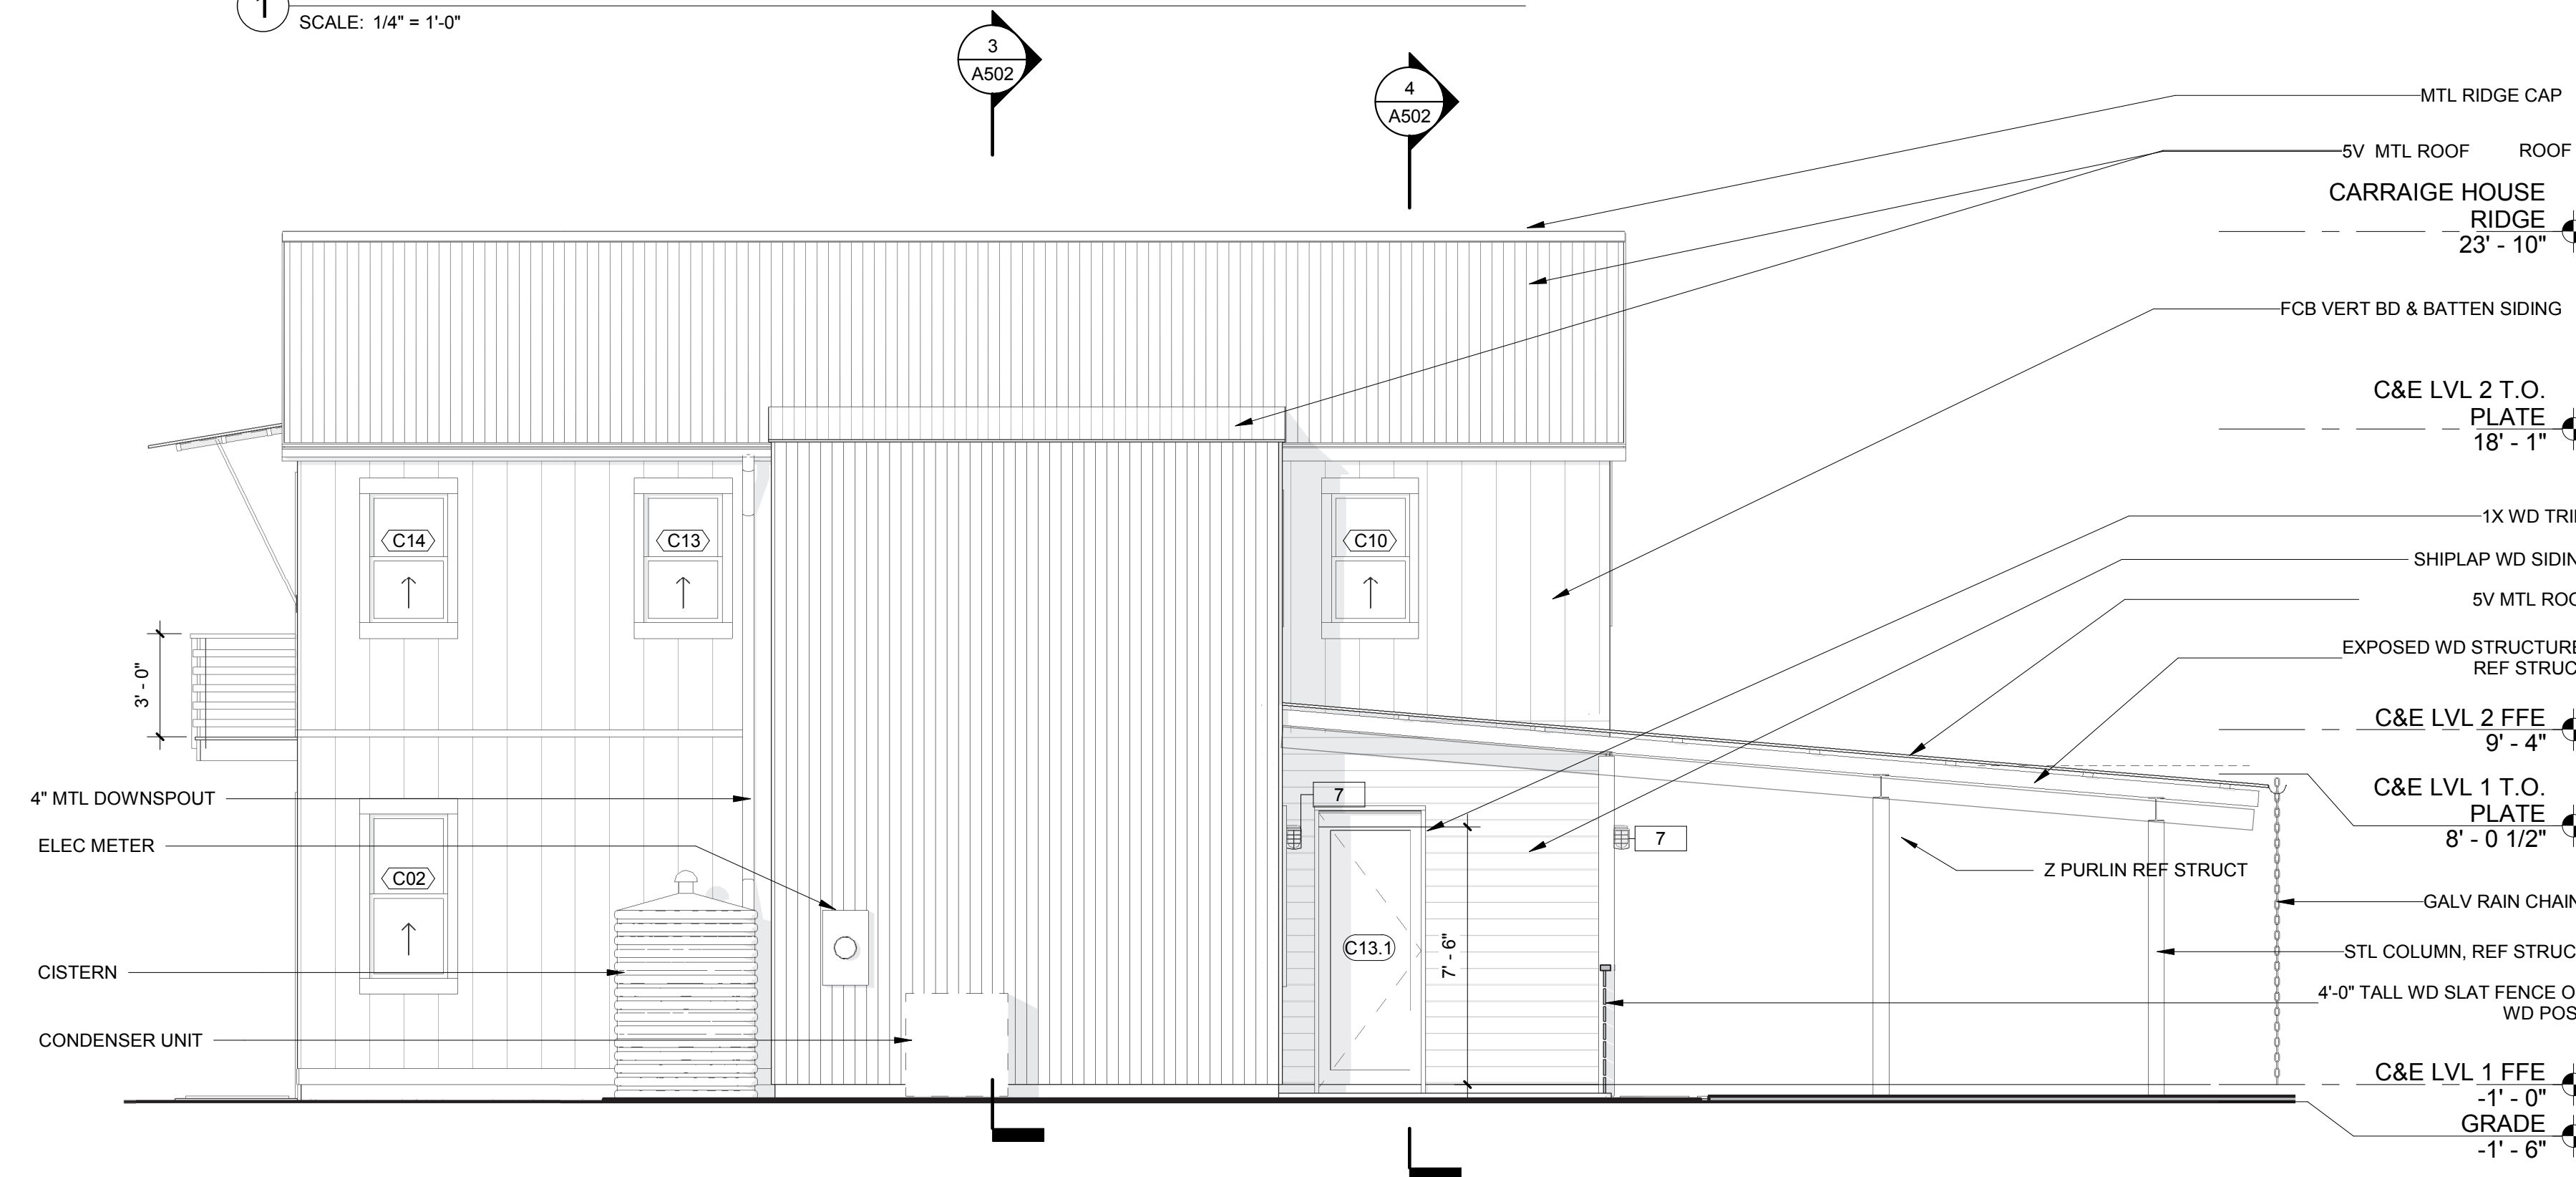 1
SCALE: 1/4" = 1'-0"
3
A502
4
A502
MTL RIDGE CAP
5V MTL ROOF
ROOF
CARRAIGE HOUSE
RIDGE
23' - 10"
FCB VERT BD & BATTEN SIDING
C&E LVL 2 T.O.
PLATE
18' - 1"
1X WD TRI
SHIPLAP WD SIDIN
5V MTL ROO
EXPOSED WD STRUCTURE
REF STRUC
C&E LVL 2 FFE
9' - 4"
C&E LVL 1 T.O.
PLATE
8' - 0 1/2"
Z PURLIN REF STRUCT
GALV RAIN CHAIN
STL COLUMN, REF STRUC
4'-0" TALL WD SLAT FENCE O
WD POS
C&E LVL 1 FFE
-1' - 0"
GRADE
-1' - 6"
C14
C13
C10
3' - 0"
4" MTL DOWNSPOUT
ELEC METER
C02
CISTERN
CONDENSER UNIT
7
7
C13.1
7' - 6"